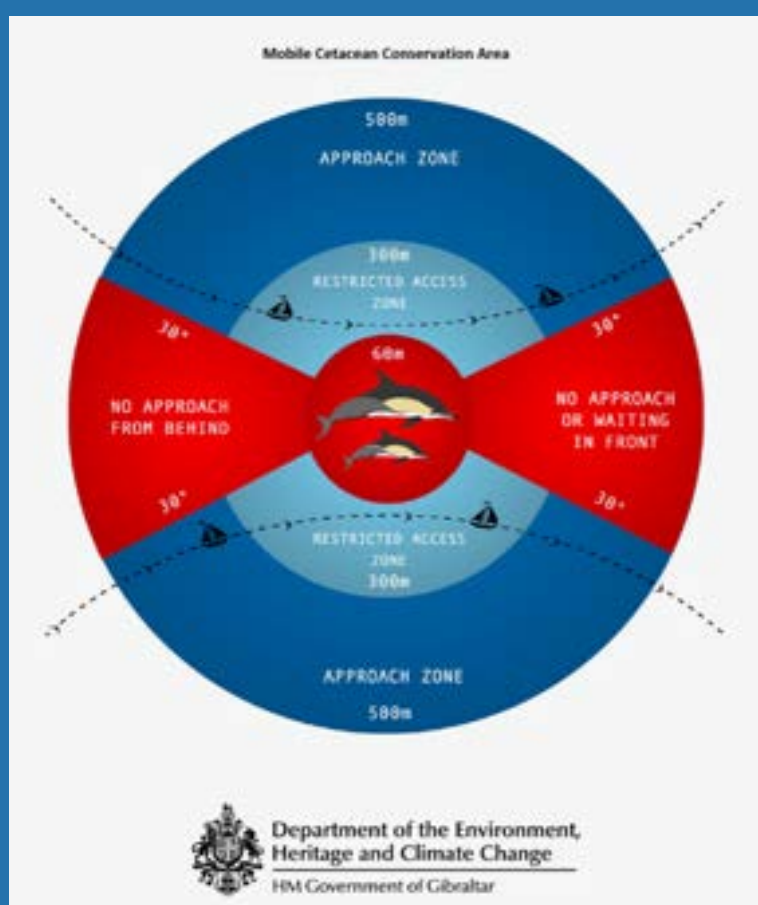 Mobile Cetacean Conservation Area
500m
APPROACH ZONE
300m
RESTRICTED ACCESS
ZONE
30°
30°
60m
NO APPROACH
FROM BEHIND
NO APPROACH
OR WAITING
IN FRONT
30°
30°
RESTRICTED ACCESS
ZONE
300m
APPROACH ZONE
500m
Department of the Environment,
Heritage and Climate Change
HM Government of Gibraltar